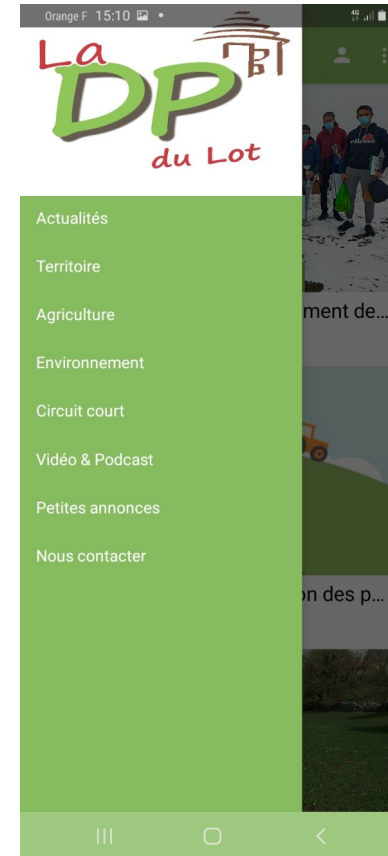 Orange F 15:10
4G
La
DP
du Lot
Actualités
Territoire
Agriculture
ment de...
Environnement
Circuit court
Vidéo & Podcast
Petites annonces
Nous contacter
on des p...